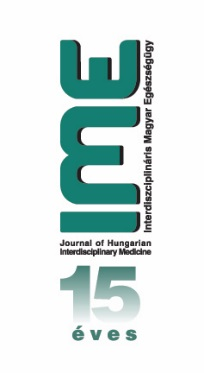 IME
Interdiszciplináris Magyar Egészségügy
Journal of Hungarian
Interdisciplinary Medicine
15
éves